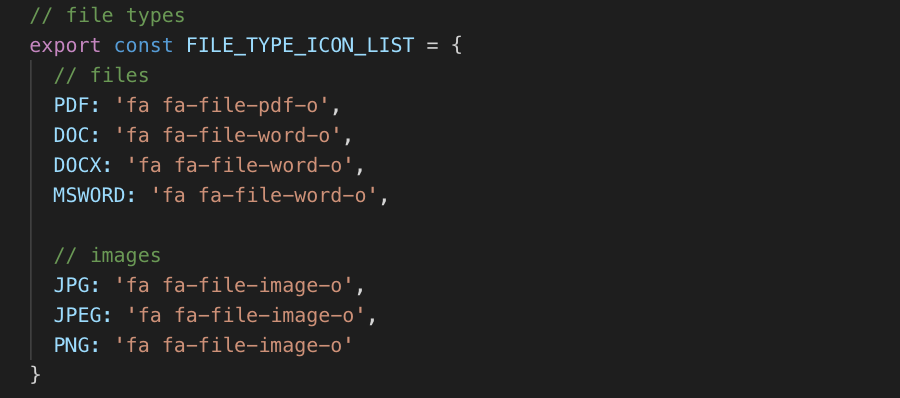 // file types
export const FILE_TYPE_ICON_LIST = {
// files
PDF: 'fa fa-file-pdf-o',
DOC: 'fa fa-file-word-o',
DOCX: 'fa fa-file-word-o',
MSWORD: 'fa fa-file-word-o',
// images
JPG: 'fa fa-file-image-o',
JPEG: 'fa fa-file-image-o',
PNG: 'fa fa-file-image-o'
}